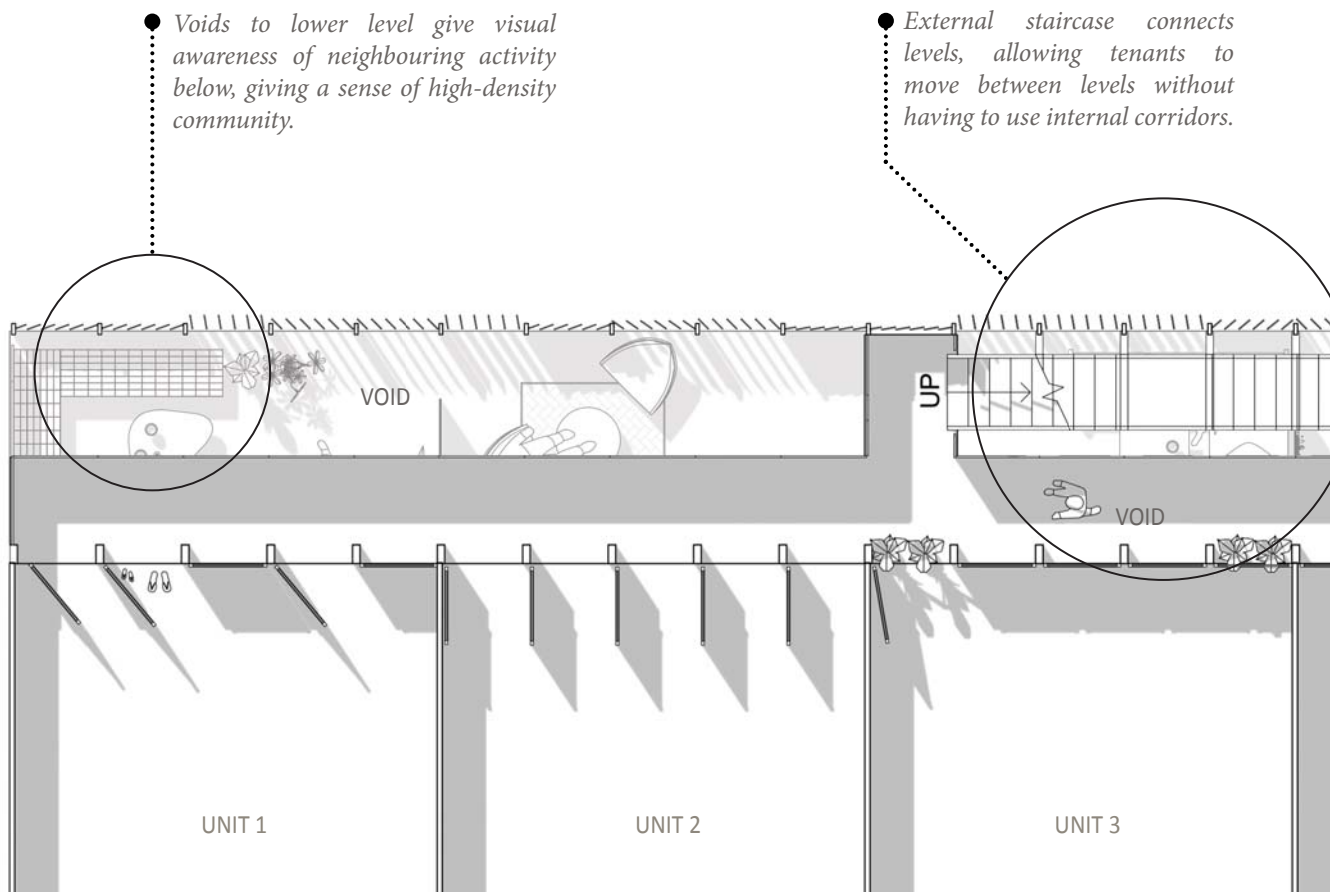 Voids to lower level give visual
awareness of neighbouring activity
below, giving a sense of high-density
community.
External staircase connects
levels, allowing tenants to
move between levels without
having to use internal corridors.
VOID
UP
VOID
UNIT 1
UNIT 2
UNIT 3